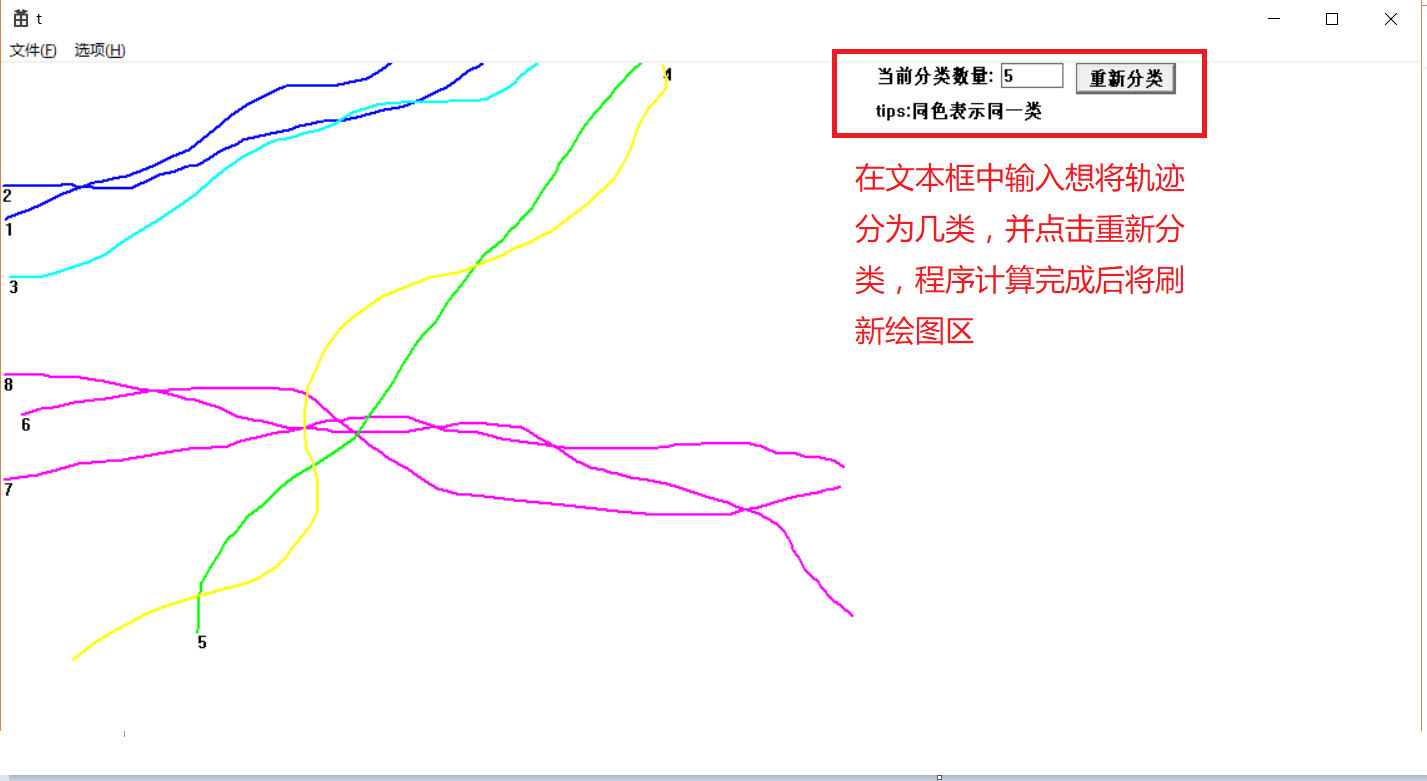 t
文件(F) 选项(H)
当前分类数量: 5 重新分类
tips:同色表示同一类
在文本框中输入想将轨迹
分为几类，并点击重新分
类，程序计算完成后将刷
新绘图区
4
2
1
3
8
6
7
5